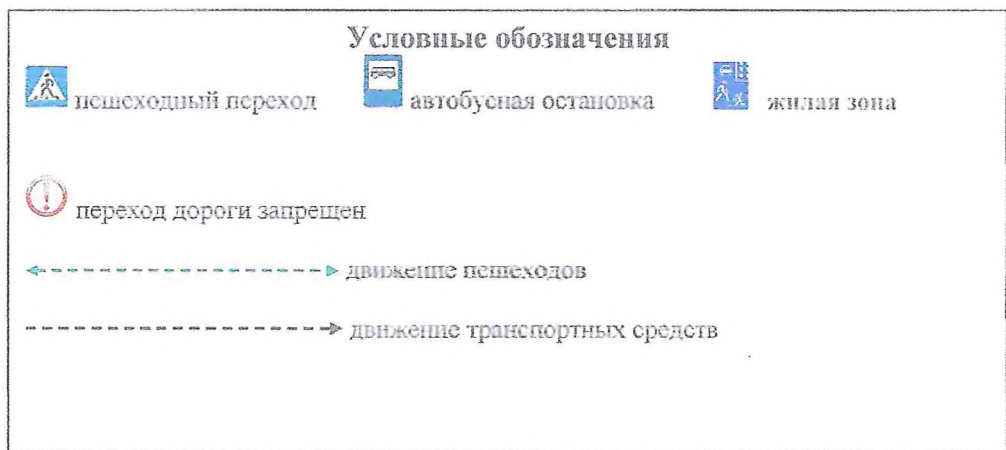 Условные обозначения
пешеходный переход автобусная остановка жилая зона
переход дороги запрещен
движение пешеходов
движение транспортных средств